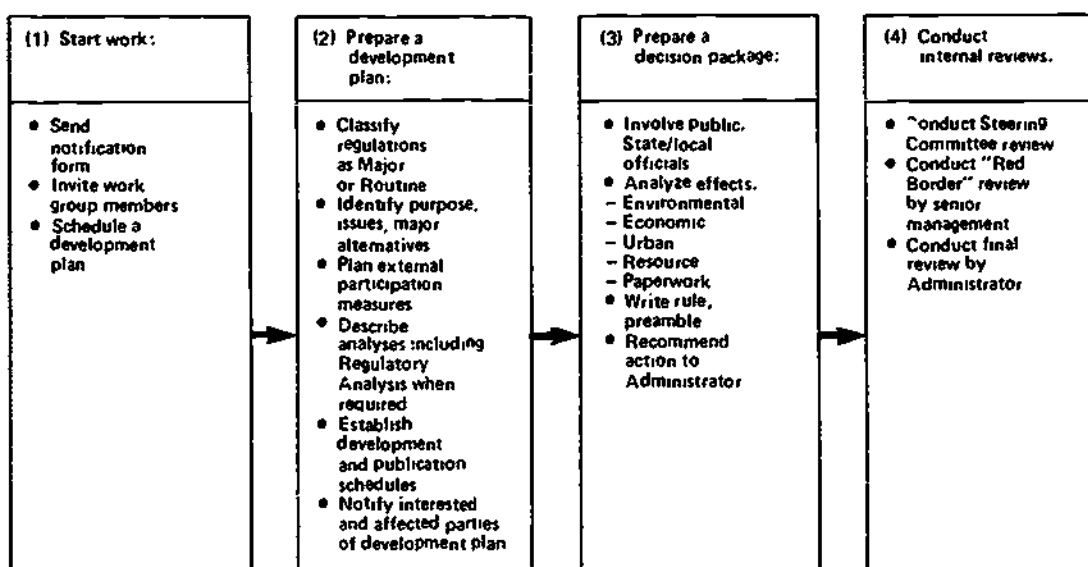 (1) Start work:
● Send
notification
form
● Invite work
group members
● Schedule a
development
plan
(2) Prepare a
development
plan:
● Classify
regulations
as Major
or Routine
● Identify purpose,
issues, major
alternatives
● Plan external
participation
measures
● Describe
analyses including
Regulatory
Analysis when
required
● Establish
development
and publication
schedules
● Notify interested
and affected parties
of development plan
(3) Prepare a
decision package:
● Involve Public,
State/local
officials
● Analyze effects.
– Environmental
– Economic
– Urban
– Resource
– Paperwork
● Write rule,
preamble
● Recommend
action to
Administrator
(4) Conduct
internal reviews.
● Conduct Steering
Committee review
● Conduct "Red
Border" review
by senior
management
● Conduct final
review by
Administrator